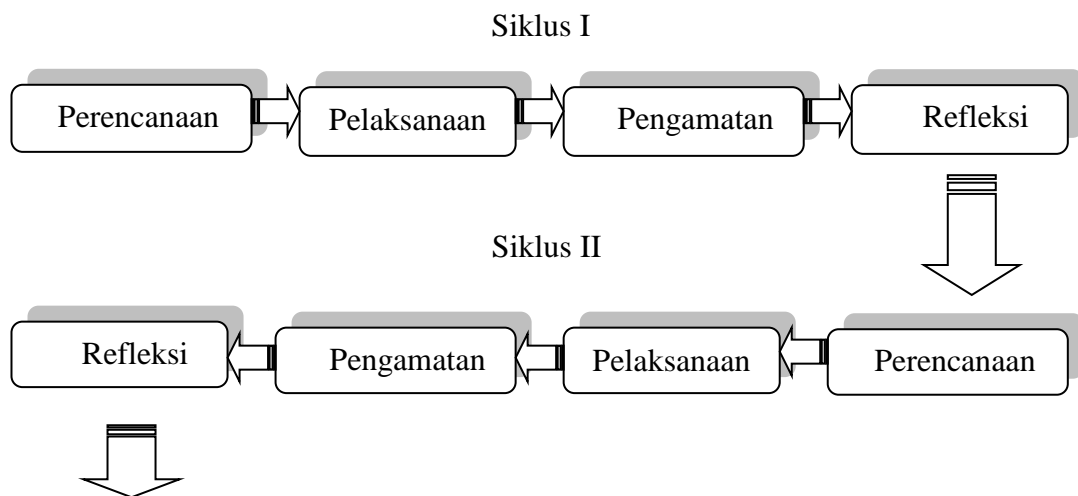 Siklus I
Perencanaan Pelaksanaan Pengamatan Refleksi
Siklus II
Refleksi Pengamatan Pelaksanaan Perencanaan